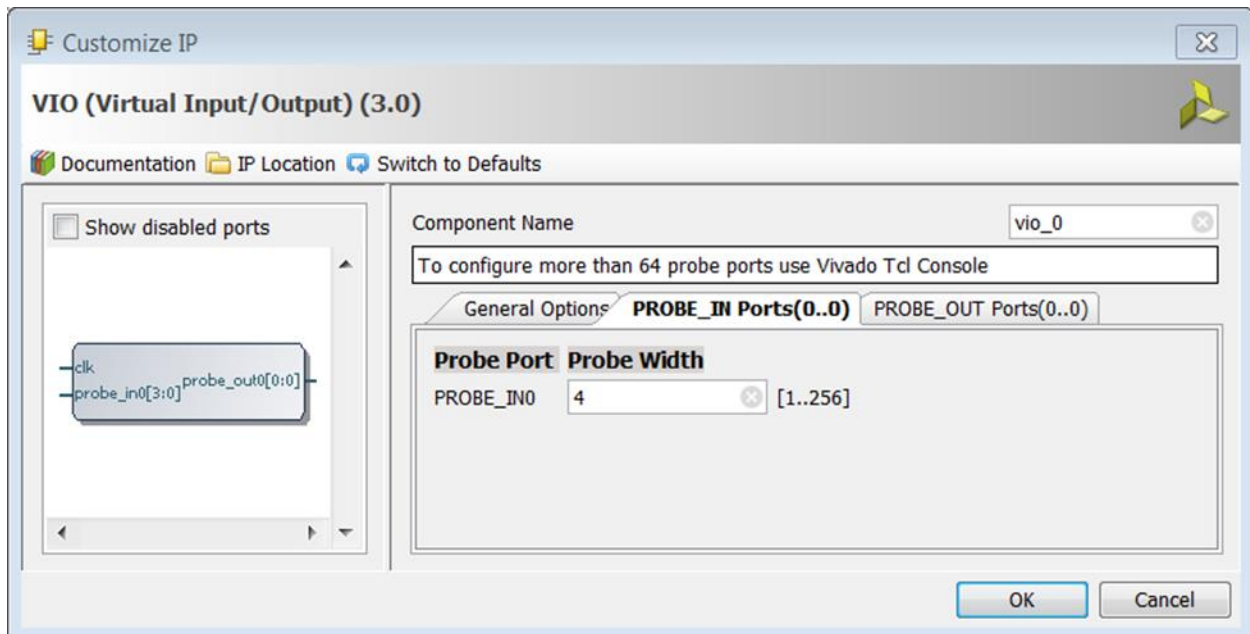 Customize IP
VIO (Virtual Input/Output) (3.0)
Documentation IP Location Switch to Defaults
Show disabled ports
clk
probe_in0[3:0]
probe_out0[0:0]
Component Name vio_0
To configure more than 64 probe ports use Vivado Tcl Console
General Options PROBE_IN Ports(0..0) PROBE_OUT Ports(0..0)
Probe Port Probe Width
PROBE_IN0 4 [1..256]
OK Cancel